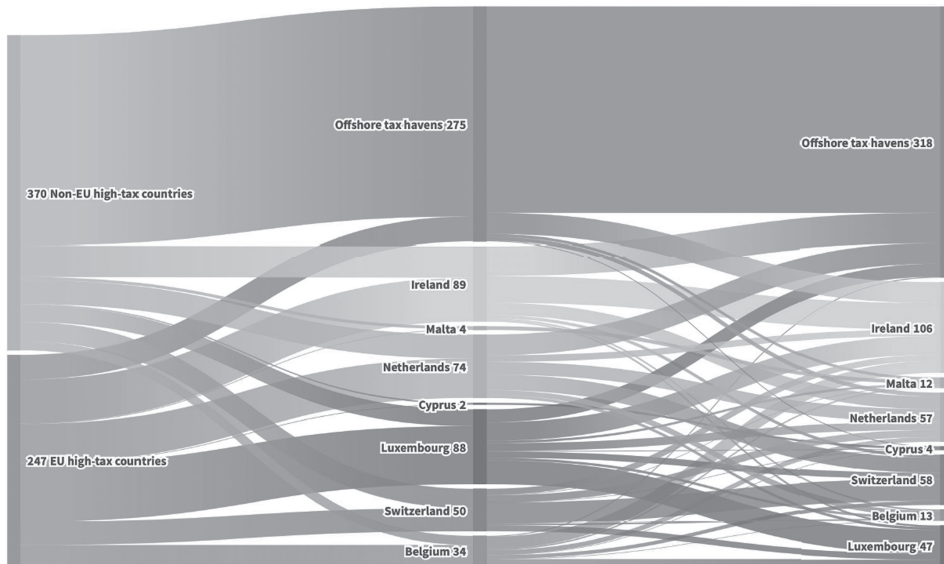 370 Non-EU high-tax countries
247 EU high-tax countries
Offshore tax havens 275
Ireland 89
Malta 4
Netherlands 74
Cyprus 2
Luxembourg 88
Switzerland 50
Belgium 34
Offshore tax havens 318
Ireland 106
Malta 12
Netherlands 57
Cyprus 4
Switzerland 58
Belgium 13
Luxembourg 47